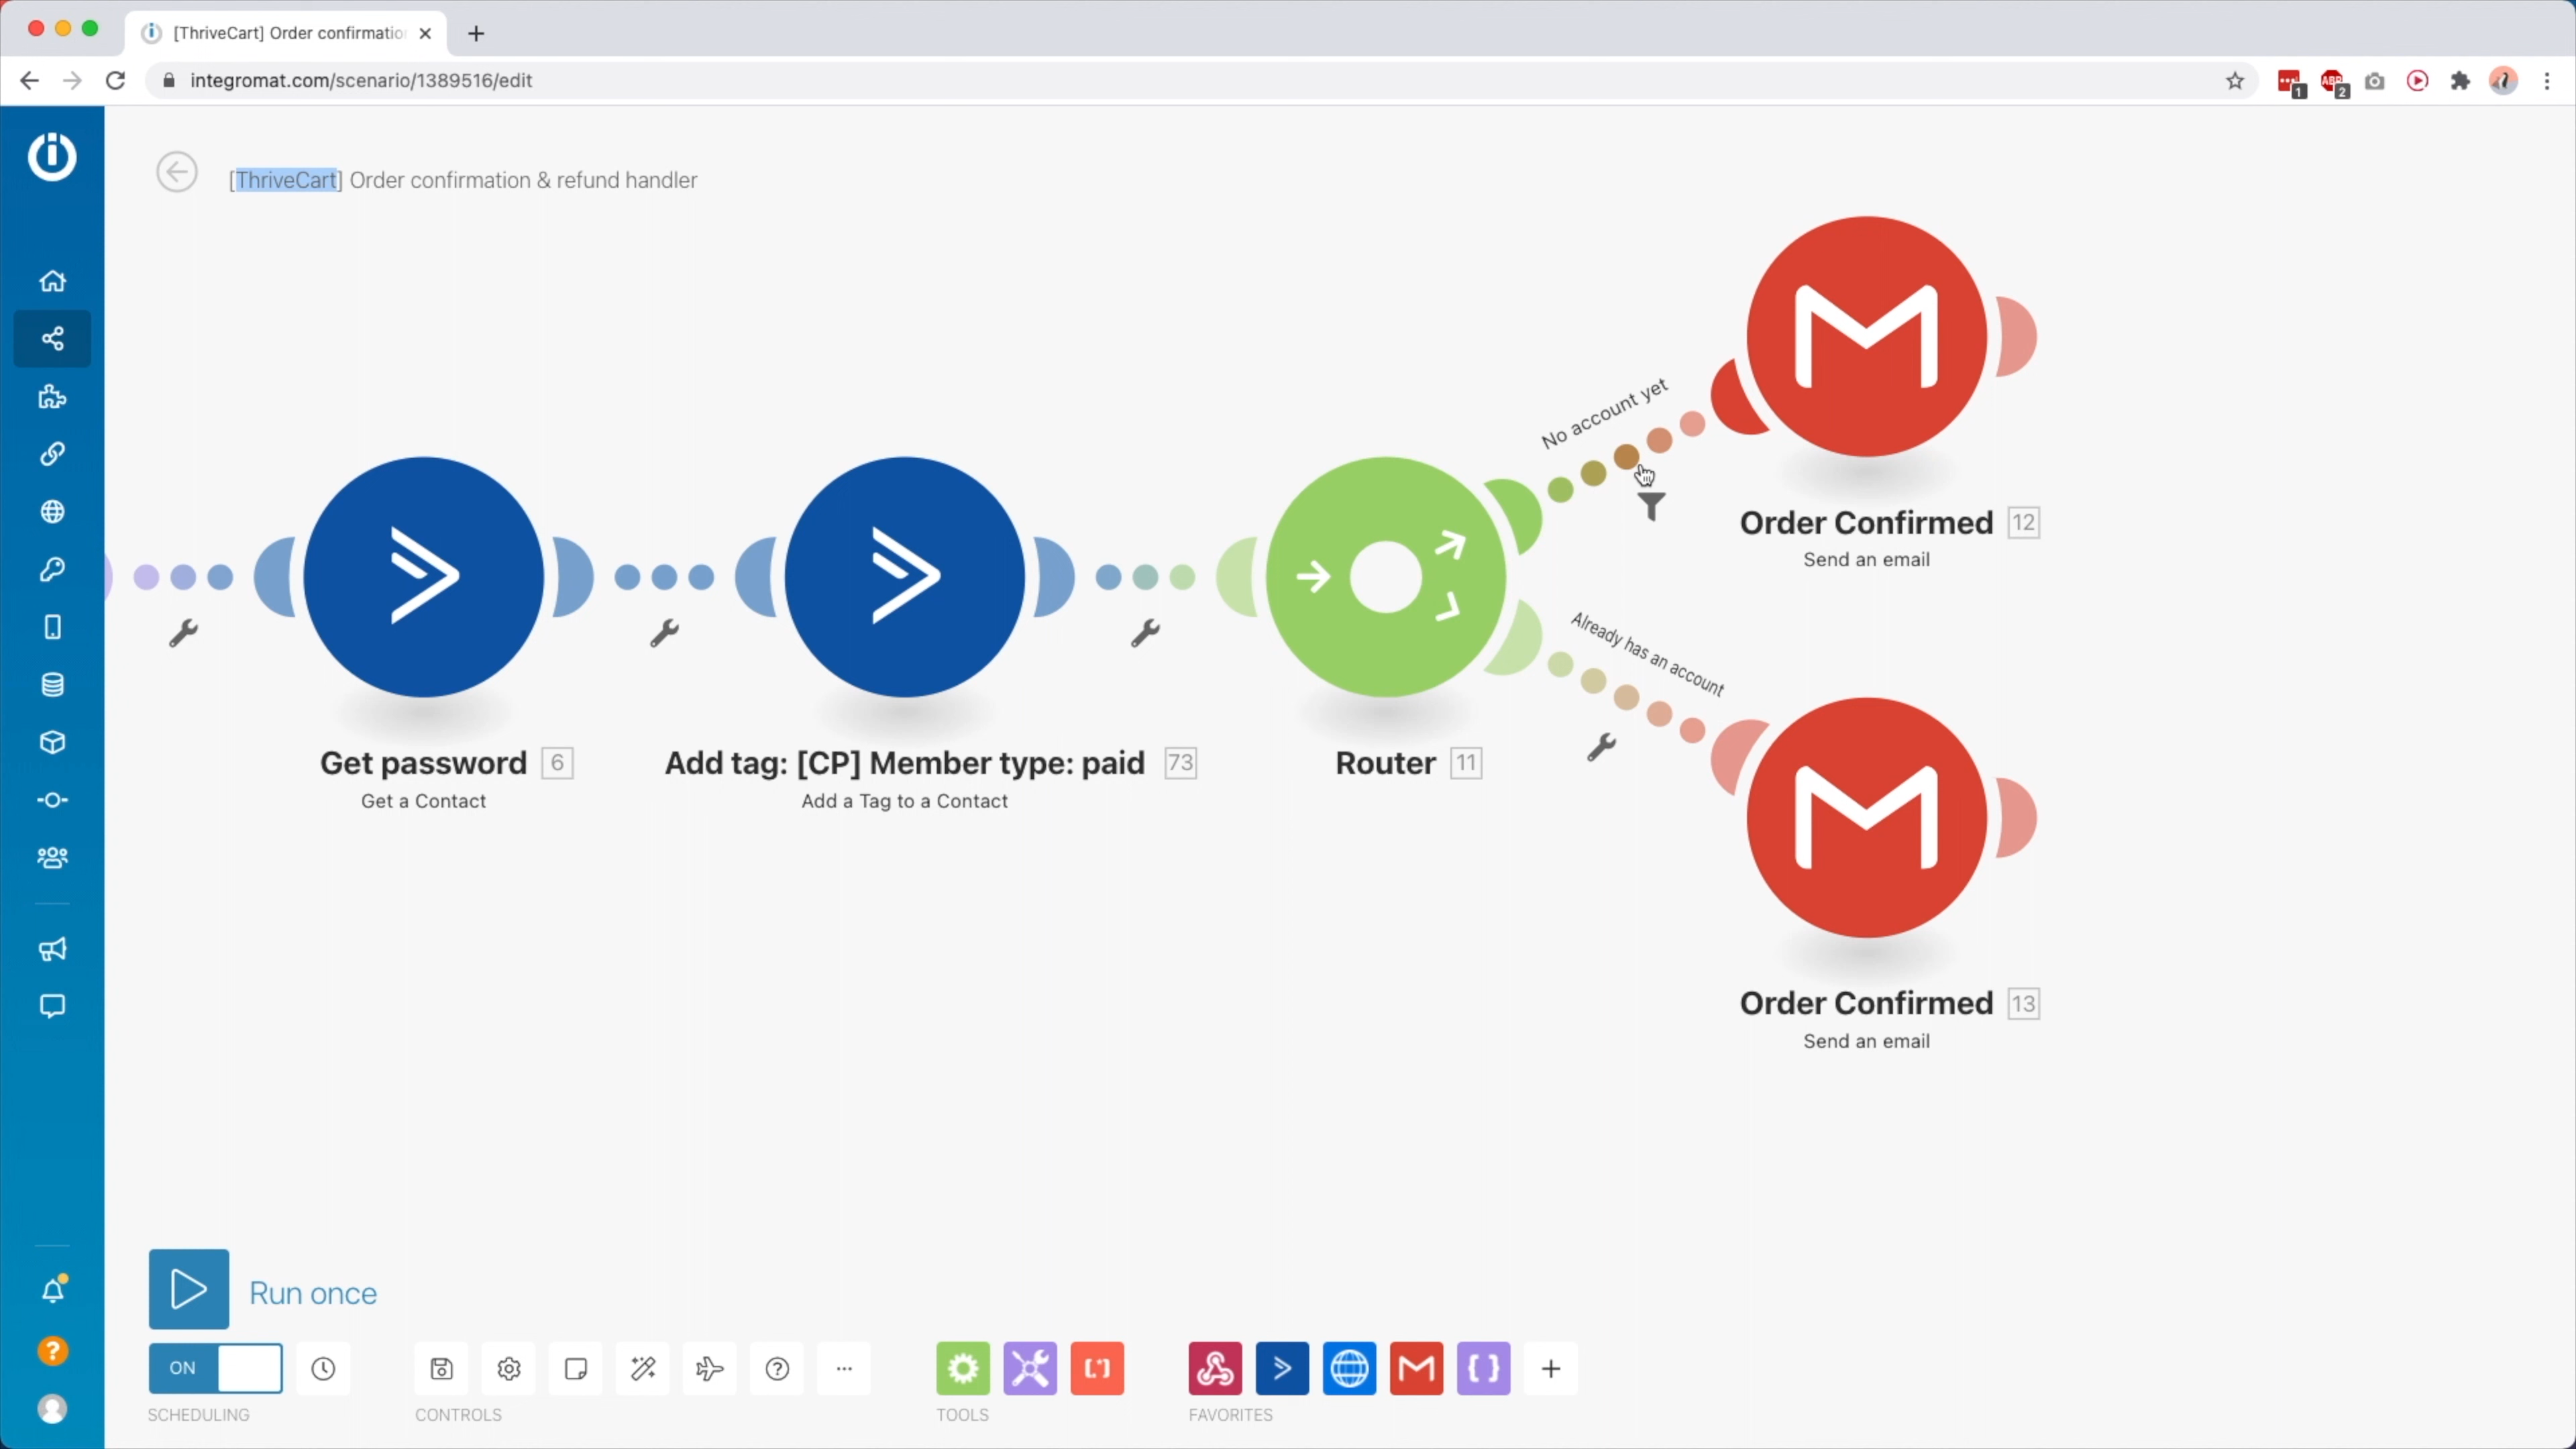 [ThriveCart] Order confirmatio
integromat.com/scenario/1389516/edit
1
ABP
2
[ThriveCart] Order confirmation & refund handler
No account yet
Order Confirmed 12
Send an email
Already has an account
Get password 6
Get a Contact
Add tag: [CP] Member type: paid 73
Add a Tag to a Contact
Router 11
Order Confirmed 13
Send an email
Run once
ON
SCHEDULING
CONTROLS
TOOLS
FAVORITES